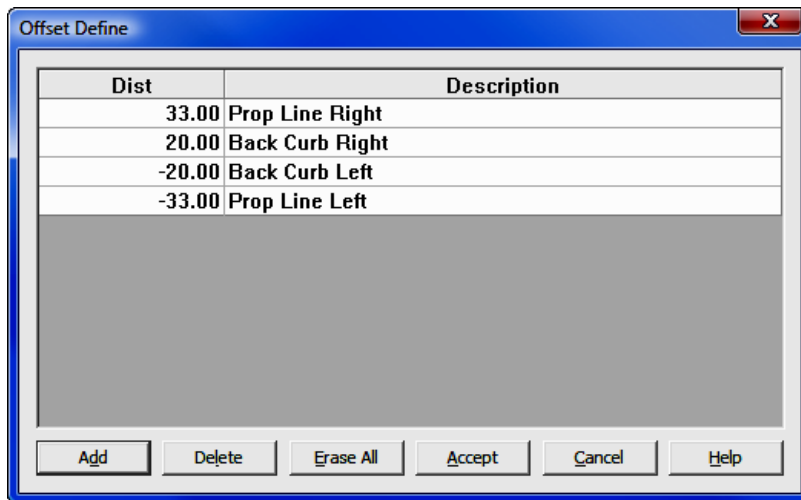 Offset Define
Dist Description
33.00 Prop Line Right
20.00 Back Curb Right
-20.00 Back Curb Left
-33.00 Prop Line Left
Add Delete Erase All Accept Cancel Help